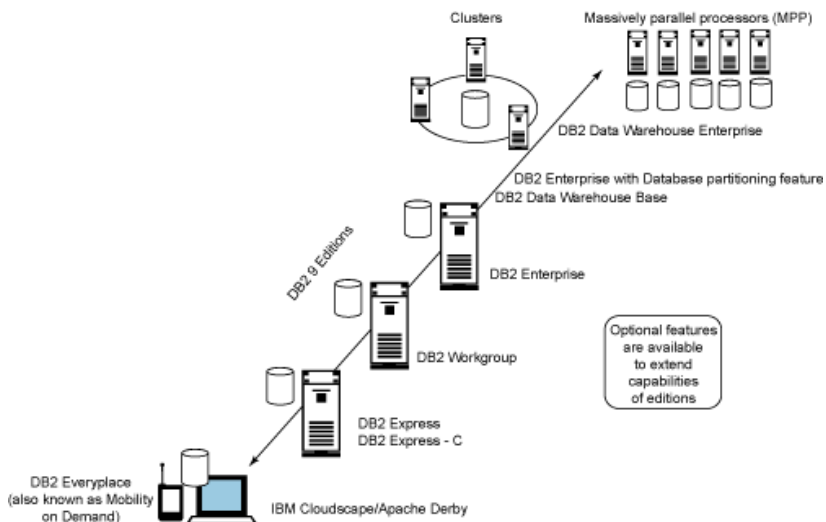 Clusters
Massively parallel processors (MPP)
DB2 Data Warehouse Enterprise
DB2 Enterprise with Database partitioning feature
DB2 Data Warehouse Base
DB2 9 Editions
DB2 Enterprise
Optional features
are available
to extend
capabilities
of editions
DB2 Workgroup
DB2 Express
DB2 Express - C
DB2 Everyplace
(also known as Mobility
on Demand)
IBM Cloudscape/Apache Derby